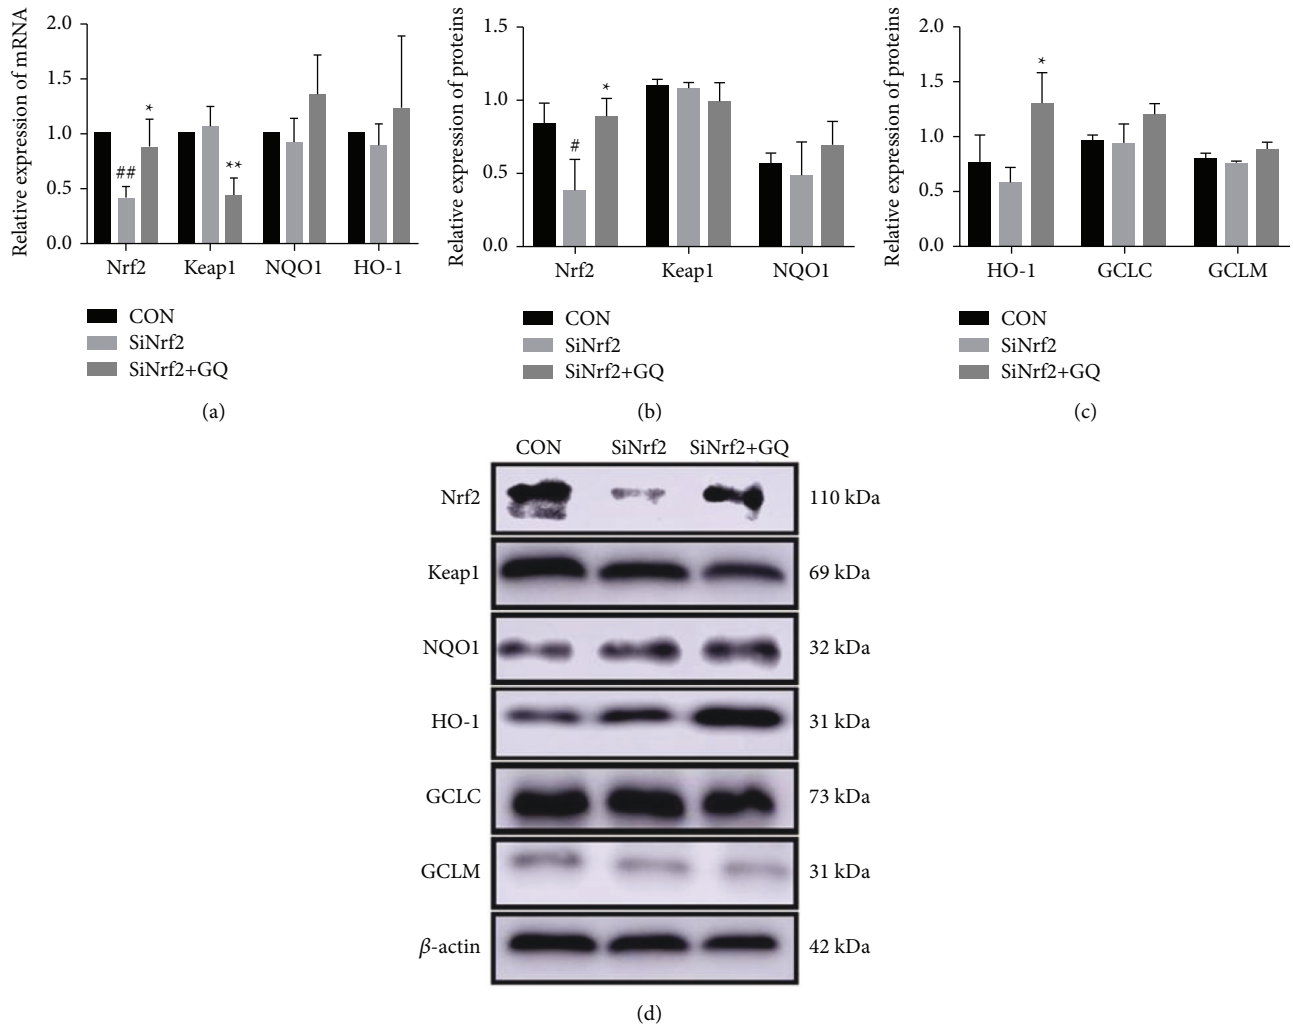 Relative expression of mRNA
2.0
1.5
1.0
0.5
0.0
##
*
**
Nrf2 Keap1 NQO1 HO-1
CON
SiNrf2
SiNrf2+GQ
(a)
Relative expression of proteins
1.5
1.0
0.5
0.0
#
*
Nrf2 Keap1 NQO1
CON
SiNrf2
SiNrf2+GQ
(b)
Relative expression of proteins
2.0
1.5
1.0
0.5
0.0
*
HO-1 GCLC GCLM
CON
SiNrf2
SiNrf2+GQ
(c)
CON SiNrf2 SiNrf2+GQ
Nrf2 110 kDa
Keap1 69 kDa
NQO1 32 kDa
HO-1 31 kDa
GCLC 73 kDa
GCLM 31 kDa
β-actin 42 kDa
(d)